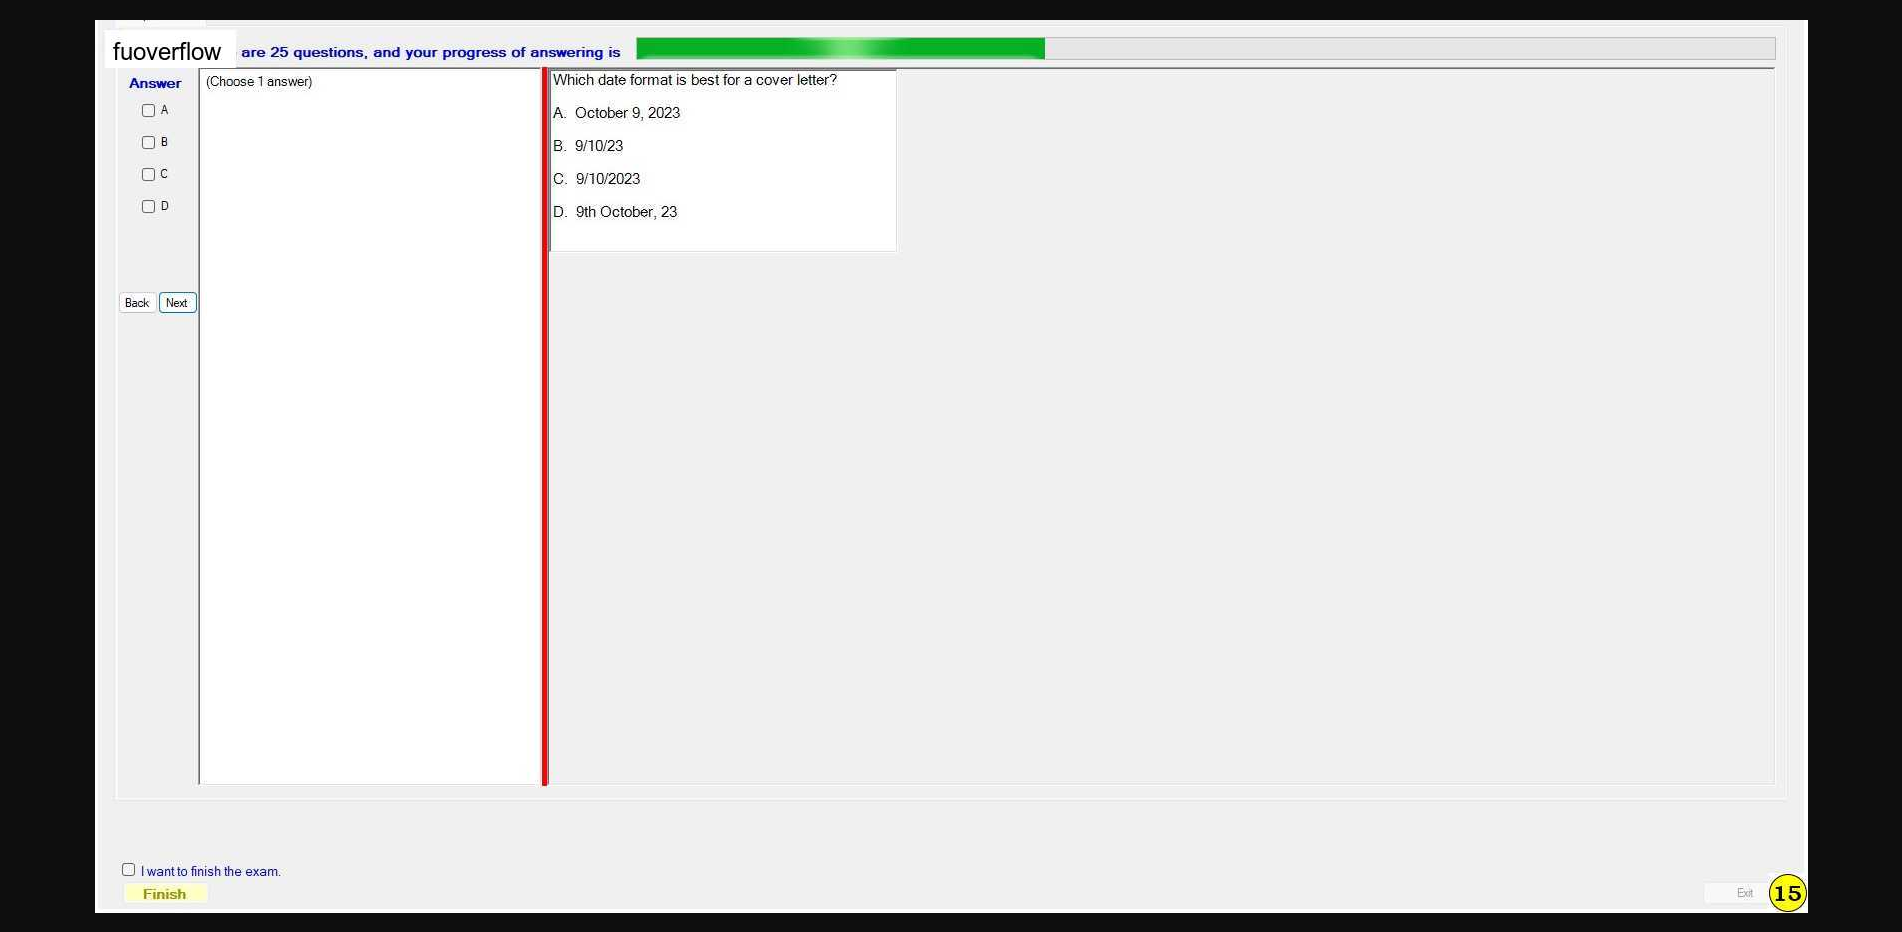 fuoverflow are 25 questions, and your progress of answering is
Answer
(Choose 1 answer)
A
B
C
D
Back Next
Which date format is best for a cover letter?
A. October 9, 2023
B. 9/10/23
C. 9/10/2023
D. 9th October, 23
I want to finish the exam.
Finish
Exit
15